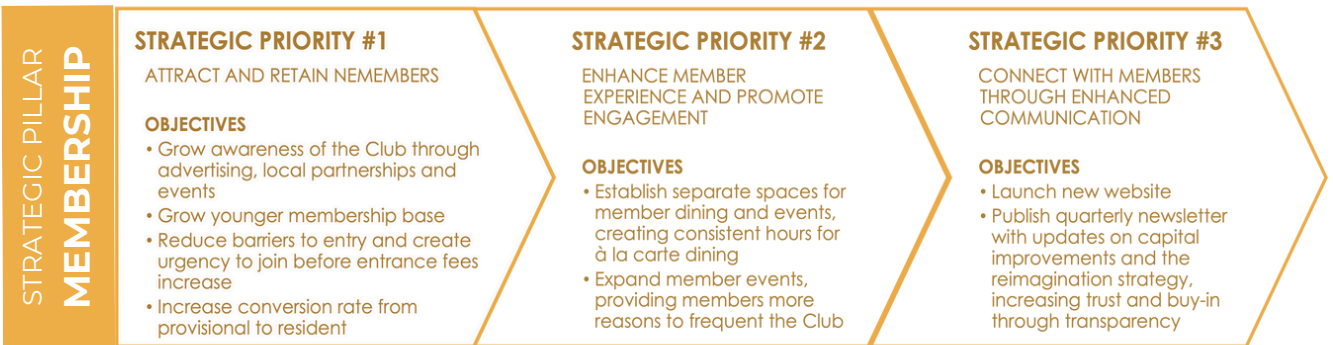 STRATEGIC PILLAR
MEMBERSHIP
STRATEGIC PRIORITY #1
ATTRACT AND RETAIN NEMEMBERS
OBJECTIVES
• Grow awareness of the Club through
advertising, local partnerships and
events
• Grow younger membership base
• Reduce barriers to entry and create
urgency to join before entrance fees
increase
• Increase conversion rate from
provisional to resident
STRATEGIC PRIORITY #2
ENHANCE MEMBER
EXPERIENCE AND PROMOTE
ENGAGEMENT
OBJECTIVES
• Establish separate spaces for
member dining and events,
creating consistent hours for
à la carte dining
• Expand member events,
providing members more
reasons to frequent the Club
STRATEGIC PRIORITY #3
CONNECT WITH MEMBERS
THROUGH ENHANCED
COMMUNICATION
OBJECTIVES
• Launch new website
• Publish quarterly newsletter
with updates on capital
improvements and the
reimagination strategy,
increasing trust and buy-in
through transparency